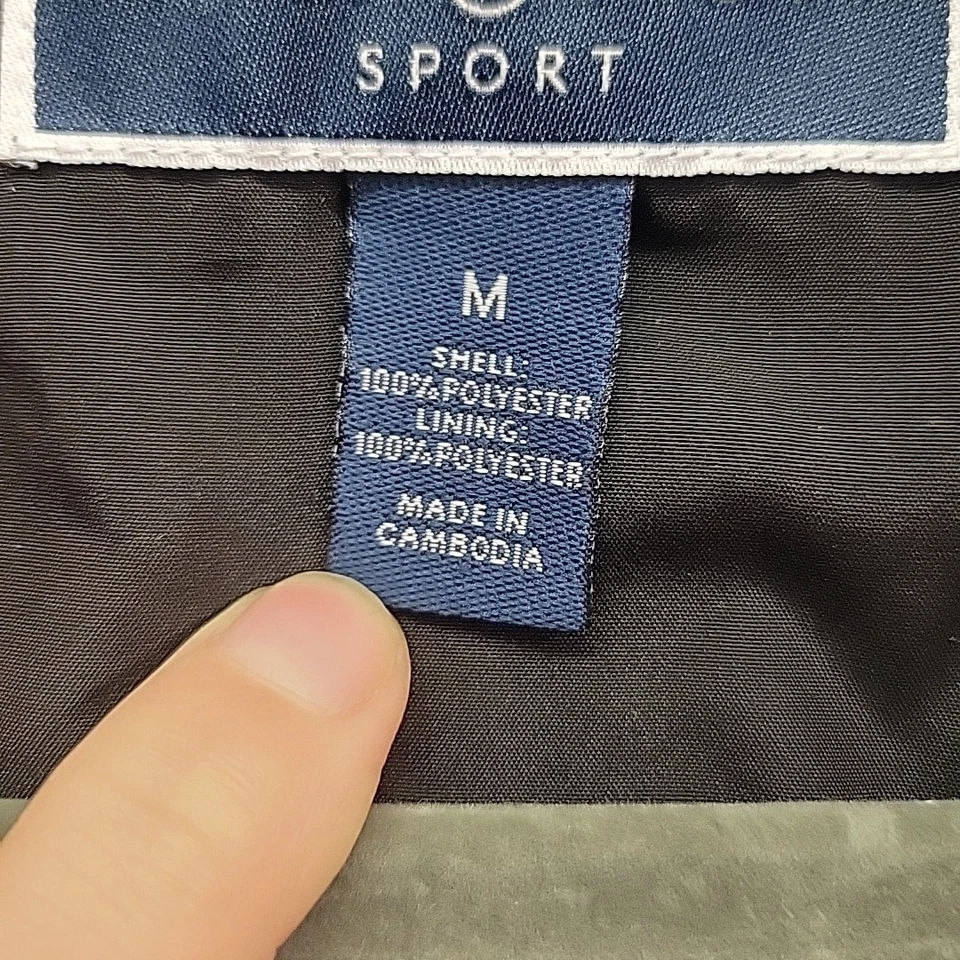 SPORT
M
SHELL:
100%POLYESTER
LINING:
100%POLYESTER
MADE IN
CAMBODIA